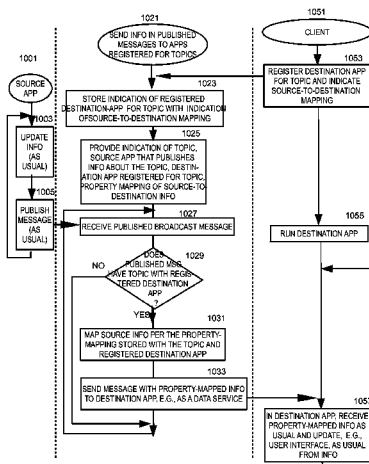 1001
SOURCE
APP
1003
UPDATE
INFO
(AS
USUAL)
1005
PUBLISH
MESSAGE
(AS
USUAL)
1021
SEND INFO IN PUBLISHED
MESSAGES TO APPS
REGISTERED FOR TOPICS
1023
STORE INDICATION OF REGISTERED
DESTINATION-APP FOR TOPIC WITH INDICATION
OFSOURCE-TO-DESTINATION MAPPING
1025
PROVIDE INDICATION OF TOPIC,
SOURCE APP THAT PUBLISHES
INFO ABOUT THE TOPIC, DESTIN-
ATION APP REGISTERED FOR TOPIC,
PROPERTY MAPPING OF SOURCE-TO-
DESTINATION INFO
1027
RECEIVE PUBLISHED BROADCAST MESSAGE
1029
DOES
PUBLISHED MSG
HAVE TOPIC WITH REGIS-
TERED DESTINATION
APP
?
NO
YES
1031
MAP SOURCE INFO PER THE PROPERTY-
MAPPING STORED WITH THE TOPIC AND
REGISTERED DESTINATION APP
1033
SEND MESSAGE WITH PROPERTY-MAPPED INFO
TO DESTINATION APP, E.G., AS A DATA SERVICE
1051
CLIENT
1053
REGISTER DESTINATION APP
FOR TOPIC AND INDICATE
SOURCE-TO-DESTINATION
MAPPING
1055
RUN DESTINATION APP
IN DESTINATION APP, RECEIVE
PROPERTY-MAPPED INFO AS
USUAL AND UPDATE, E.G.,
USER INTERFACE, AS USUAL
FROM INFO